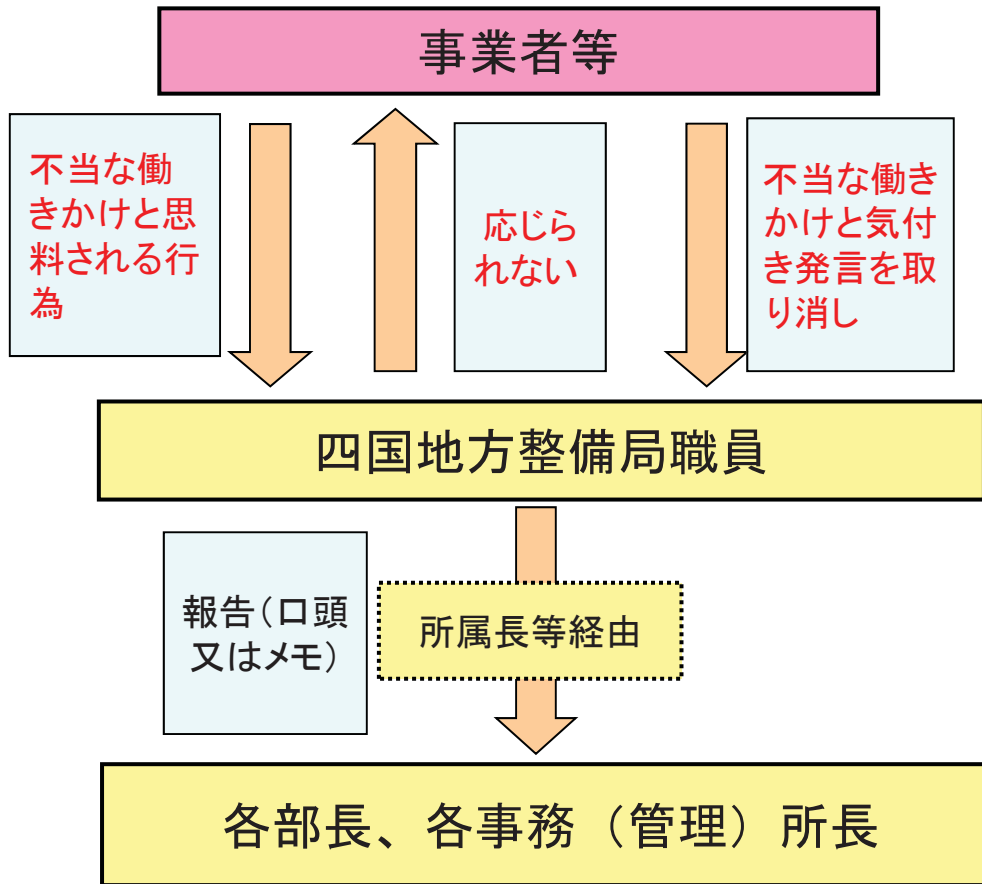 事業者等
不当な働
きかけと思
料される行
為
応じら
れない
不当な働き
かけと気付
き発言を取
り消し
四国地方整備局職員
報告（口頭
又はメモ）
所属長等経由
各部長、各事務（管理）所長